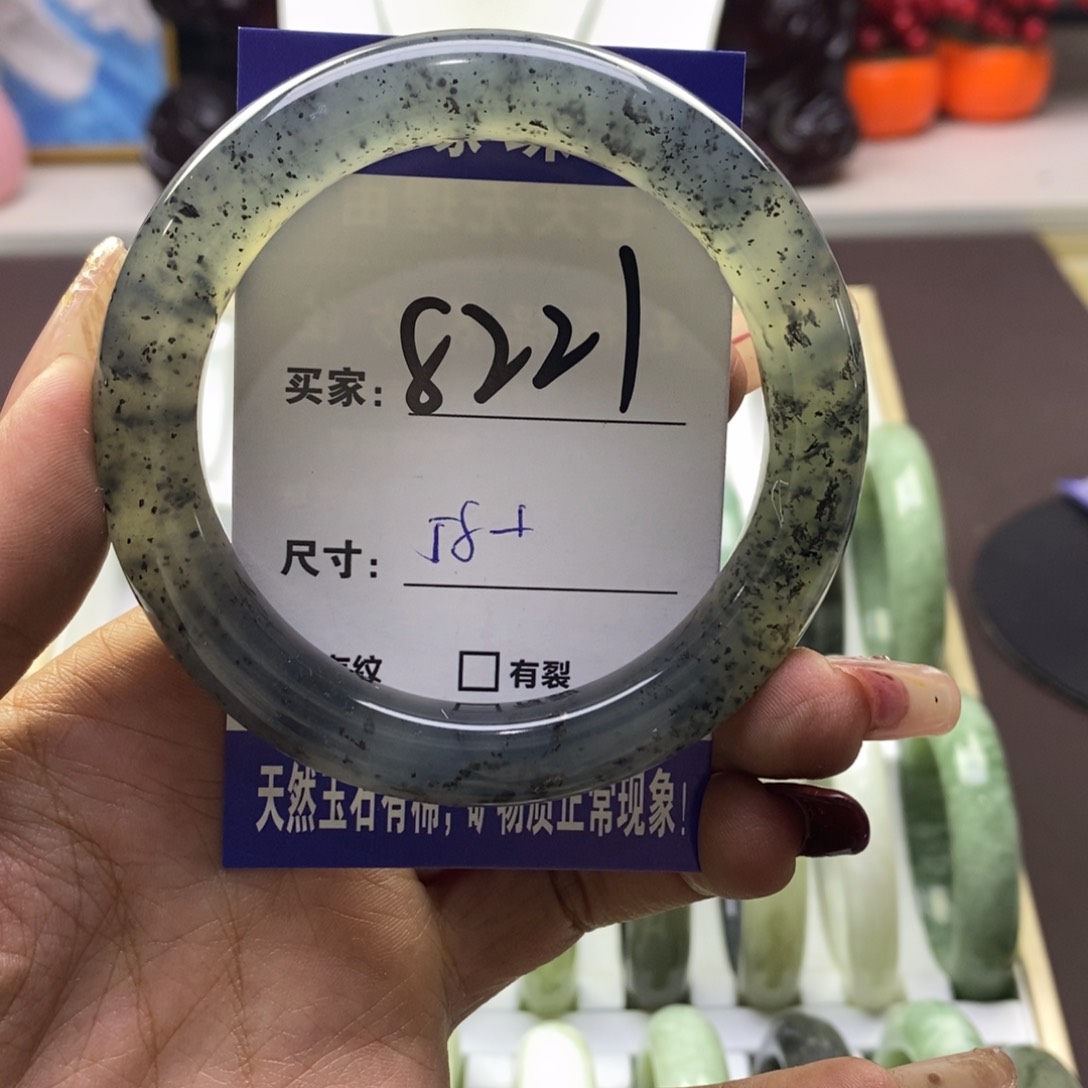 买家: 8221
尺寸: 58+
纹 有裂
天然玉石有棉,矿物质正常现象!